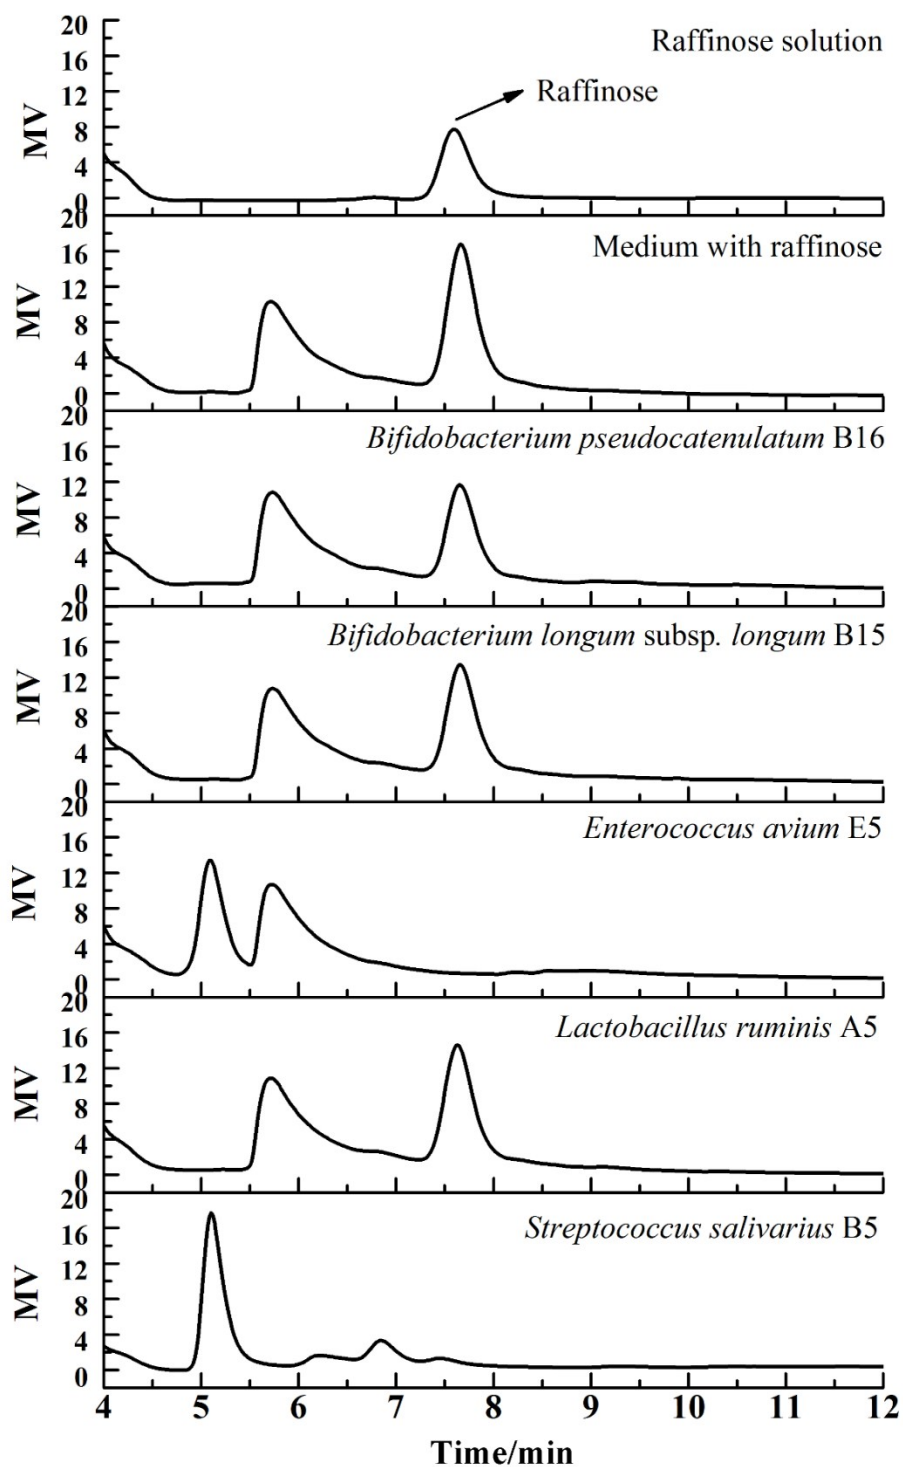 20
16
12
8
4
0
MV
Raffinose solution
Raffinose
20
16
12
8
4
0
MV
Medium with raffinose
20
16
12
8
4
0
MV
Bifidobacterium pseudocatenulatum B16
20
16
12
8
4
0
MV
Bifidobacterium longum subsp. longum B15
20
16
12
8
4
0
MV
Enterococcus avium E5
20
16
12
8
4
0
MV
Lactobacillus ruminis A5
20
16
12
8
4
0
MV
Streptococcus salivarius B5
4 5 6 7 8 9 10 11 12
Time/min